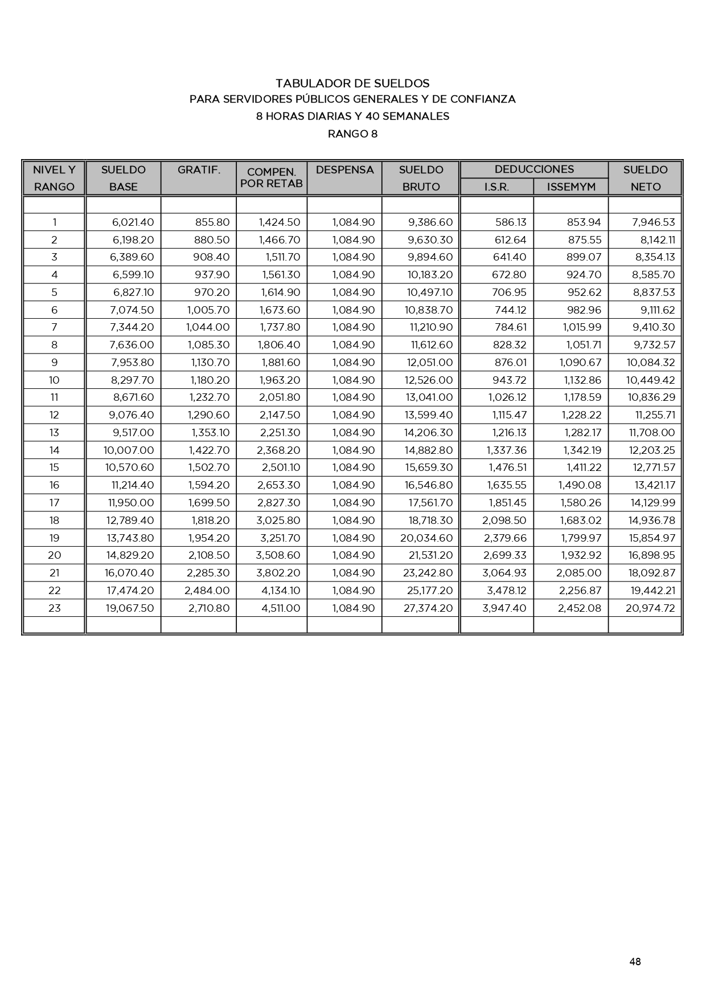 TABULADOR DE SUELDOS
PARA SERVIDORES PÚBLICOS GENERALES Y DE CONFIANZA
8 HORAS DIARIAS Y 40 SEMANALES
RANGO 8
NIVEL Y RANGO SUELDO BASE GRATIF. COMPEN. POR RETAB DESPENSA SUELDO BRUTO DEDUCCIONES I.S.R. ISSEMYM SUELDO NETO
1 6,021.40 855.80 1,424.50 1,084.90 9,386.60 586.13 853.94 7,946.53
2 6,198.20 880.50 1,466.70 1,084.90 9,630.30 612.64 875.55 8,142.11
3 6,389.60 908.40 1,511.70 1,084.90 9,894.60 641.40 899.07 8,354.13
4 6,599.10 937.90 1,561.30 1,084.90 10,183.20 672.80 924.70 8,585.70
5 6,827.10 970.20 1,614.90 1,084.90 10,497.10 706.95 952.62 8,837.53
6 7,074.50 1,005.70 1,673.60 1,084.90 10,838.70 744.12 982.96 9,111.62
7 7,344.20 1,044.00 1,737.80 1,084.90 11,210.90 784.61 1,015.99 9,410.30
8 7,636.00 1,085.30 1,806.40 1,084.90 11,612.60 828.32 1,051.71 9,732.57
9 7,953.80 1,130.70 1,881.60 1,084.90 12,051.00 876.01 1,090.67 10,084.32
10 8,297.70 1,180.20 1,963.20 1,084.90 12,526.00 943.72 1,132.86 10,449.42
11 8,671.60 1,232.70 2,051.80 1,084.90 13,041.00 1,026.12 1,178.59 10,836.29
12 9,076.40 1,290.60 2,147.50 1,084.90 13,599.40 1,115.47 1,228.22 11,255.71
13 9,517.00 1,353.10 2,251.30 1,084.90 14,206.30 1,216.13 1,282.17 11,708.00
14 10,007.00 1,422.70 2,368.20 1,084.90 14,882.80 1,337.36 1,342.19 12,203.25
15 10,570.60 1,502.70 2,501.10 1,084.90 15,659.30 1,476.51 1,411.22 12,771.57
16 11,214.40 1,594.20 2,653.30 1,084.90 16,546.80 1,635.55 1,490.08 13,421.17
17 11,950.00 1,699.50 2,827.30 1,084.90 17,561.70 1,851.45 1,580.26 14,129.99
18 12,789.40 1,818.20 3,025.80 1,084.90 18,718.30 2,098.50 1,683.02 14,936.78
19 13,743.80 1,954.20 3,251.70 1,084.90 20,034.60 2,379.66 1,799.97 15,854.97
20 14,829.20 2,108.50 3,508.60 1,084.90 21,531.20 2,699.33 1,932.92 16,898.95
21 16,070.40 2,285.30 3,802.20 1,084.90 23,242.80 3,064.93 2,085.00 18,092.87
22 17,474.20 2,484.00 4,134.10 1,084.90 25,177.20 3,478.12 2,256.87 19,442.21
23 19,067.50 2,710.80 4,511.00 1,084.90 27,374.20 3,947.40 2,452.08 20,974.72
48